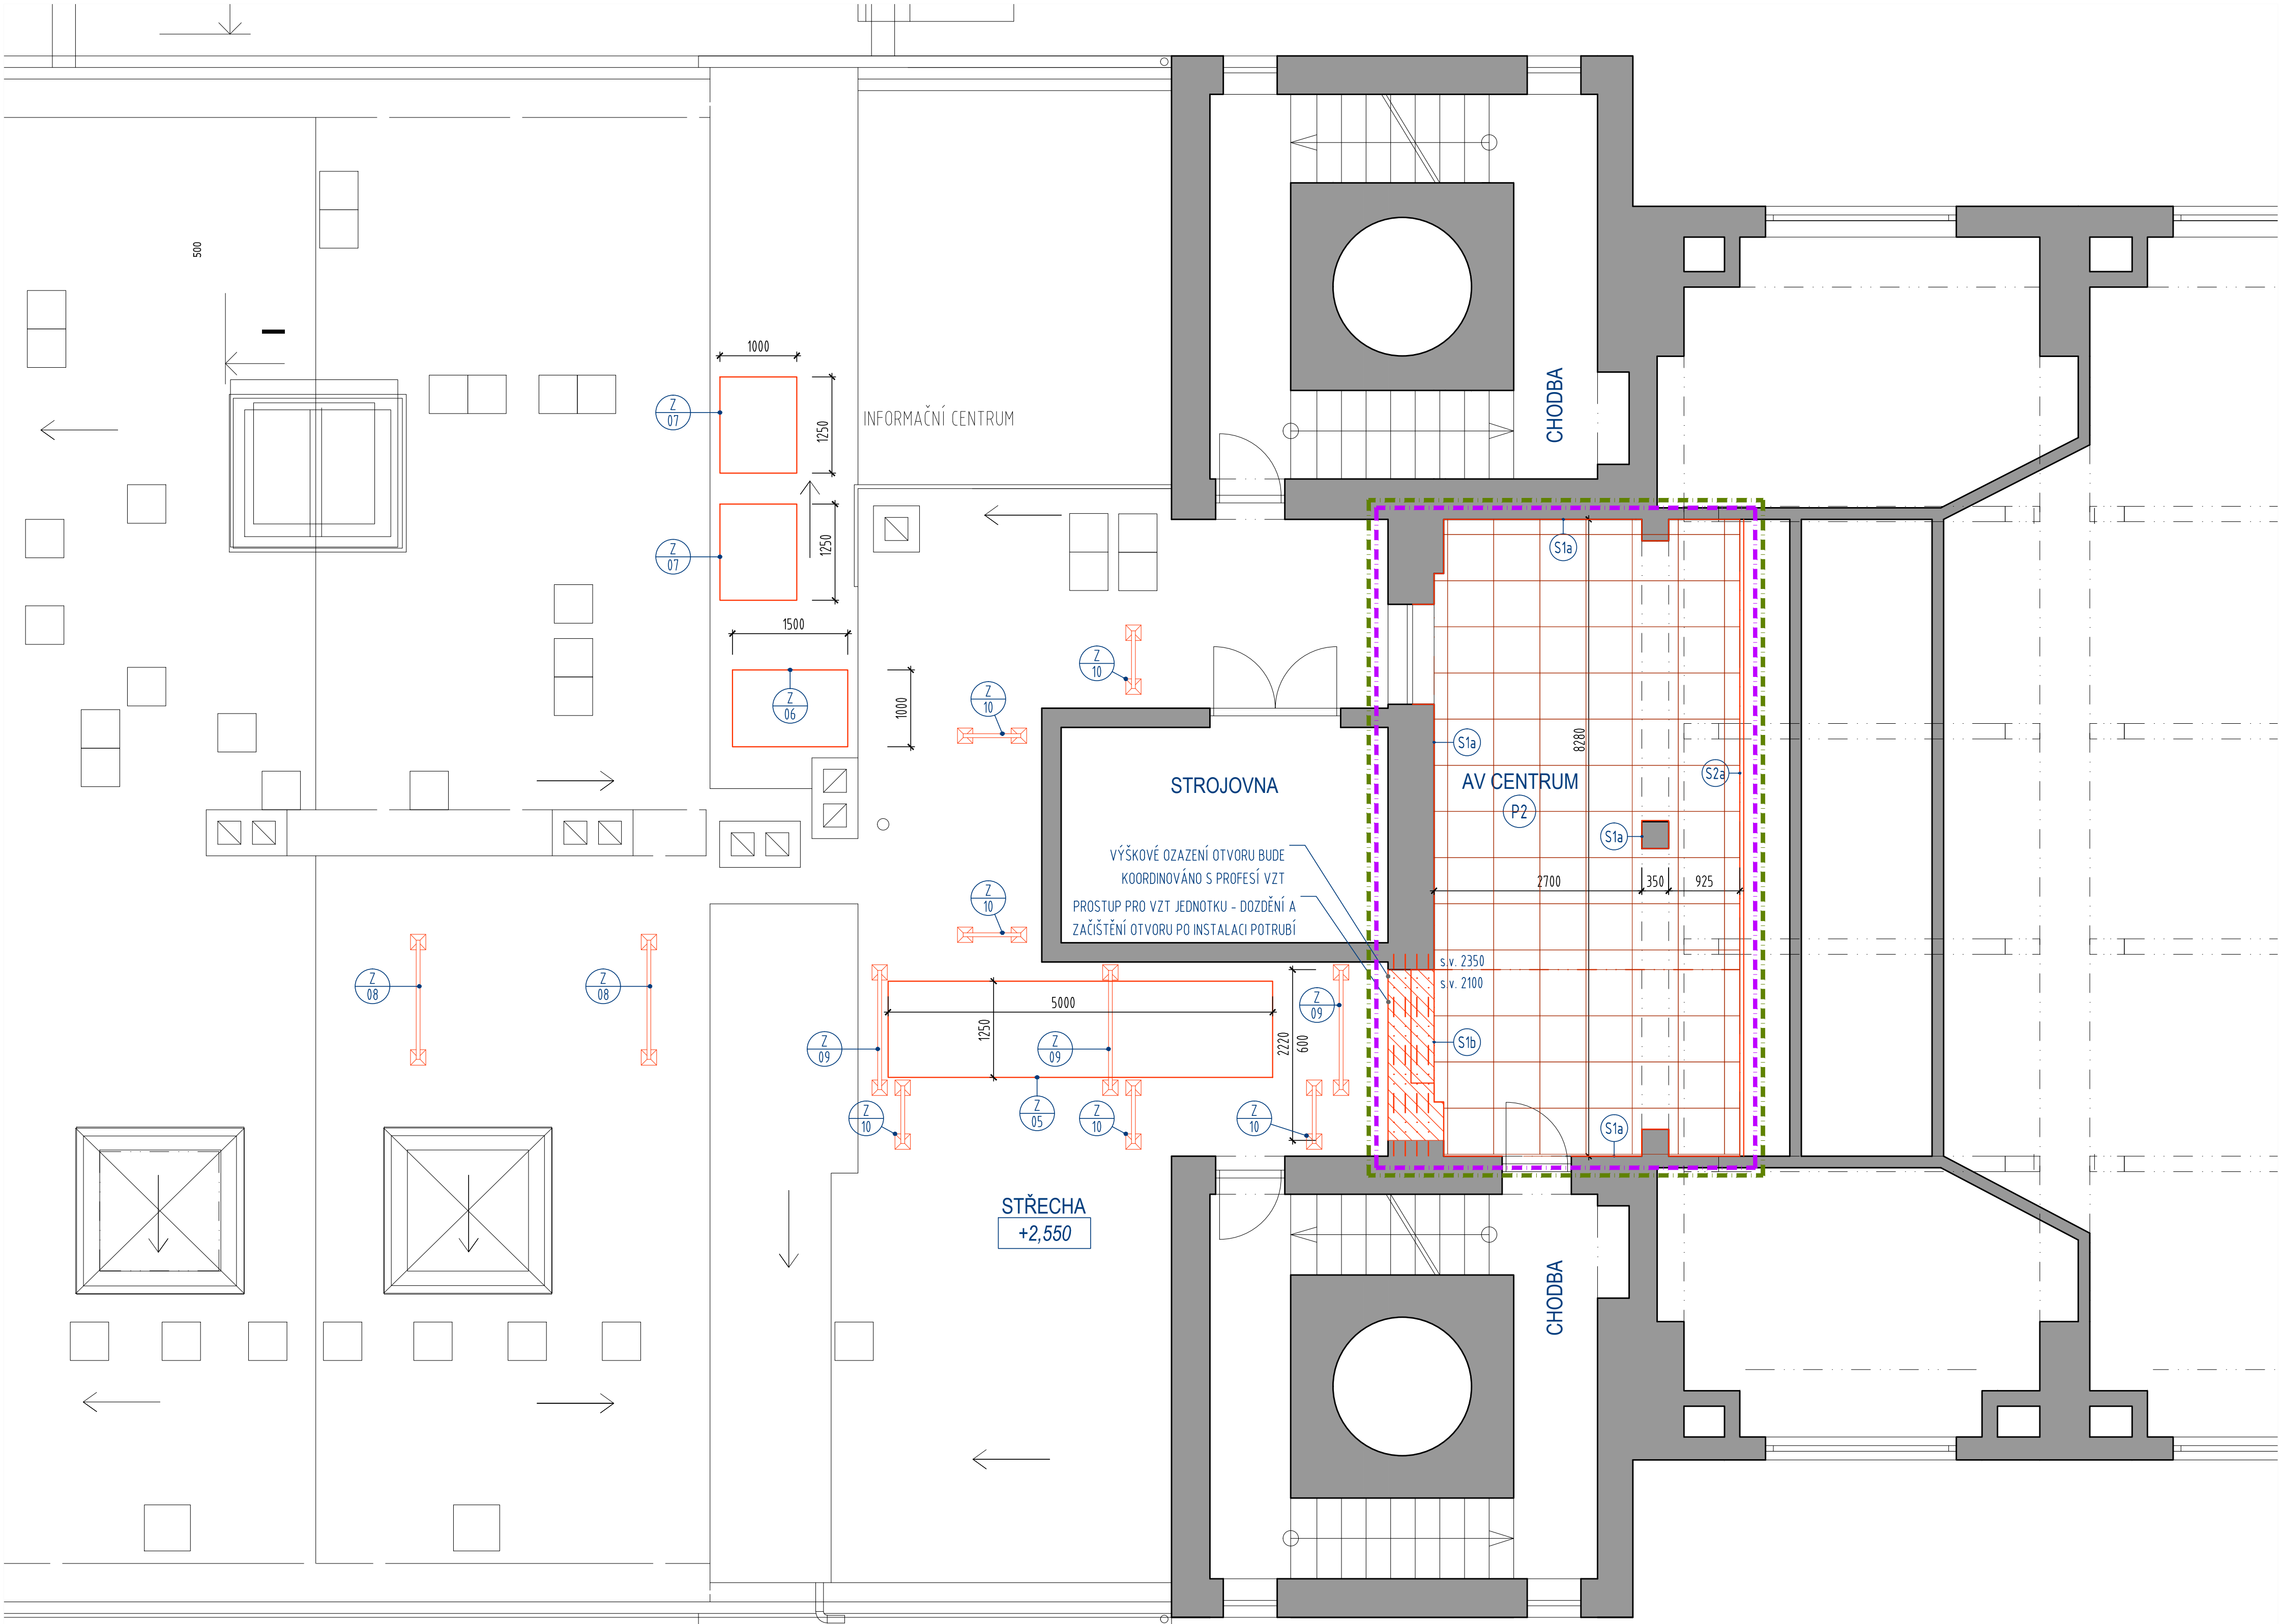 500
1000
Z
07
1250
INFORMAČNÍ CENTRUM
CHODBA
Z
07
1250
S1a
1500
Z
06
1000
Z
10
Z
10
S1a
8280
AV CENTRUM
P2
S2a
STROJOVNA
S1a
VÝŠKOVÉ OZAZENÍ OTVORU BUDE
KOORDINOVÁNO S PROFESÍ VZT
PROSTUP PRO VZT JEDNOTKU - DOZDĚNÍ A
ZAČIŠTĚNÍ OTVORU PO INSTALACI POTRUBÍ
2700
350
925
Z
10
s.v. 2350
s.v. 2100
Z
08
Z
08
5000
1250
Z
09
Z
09
Z
09
2220
600
S1b
Z
10
Z
05
Z
10
Z
10
S1a
STŘECHA
+2,550
CHODBA